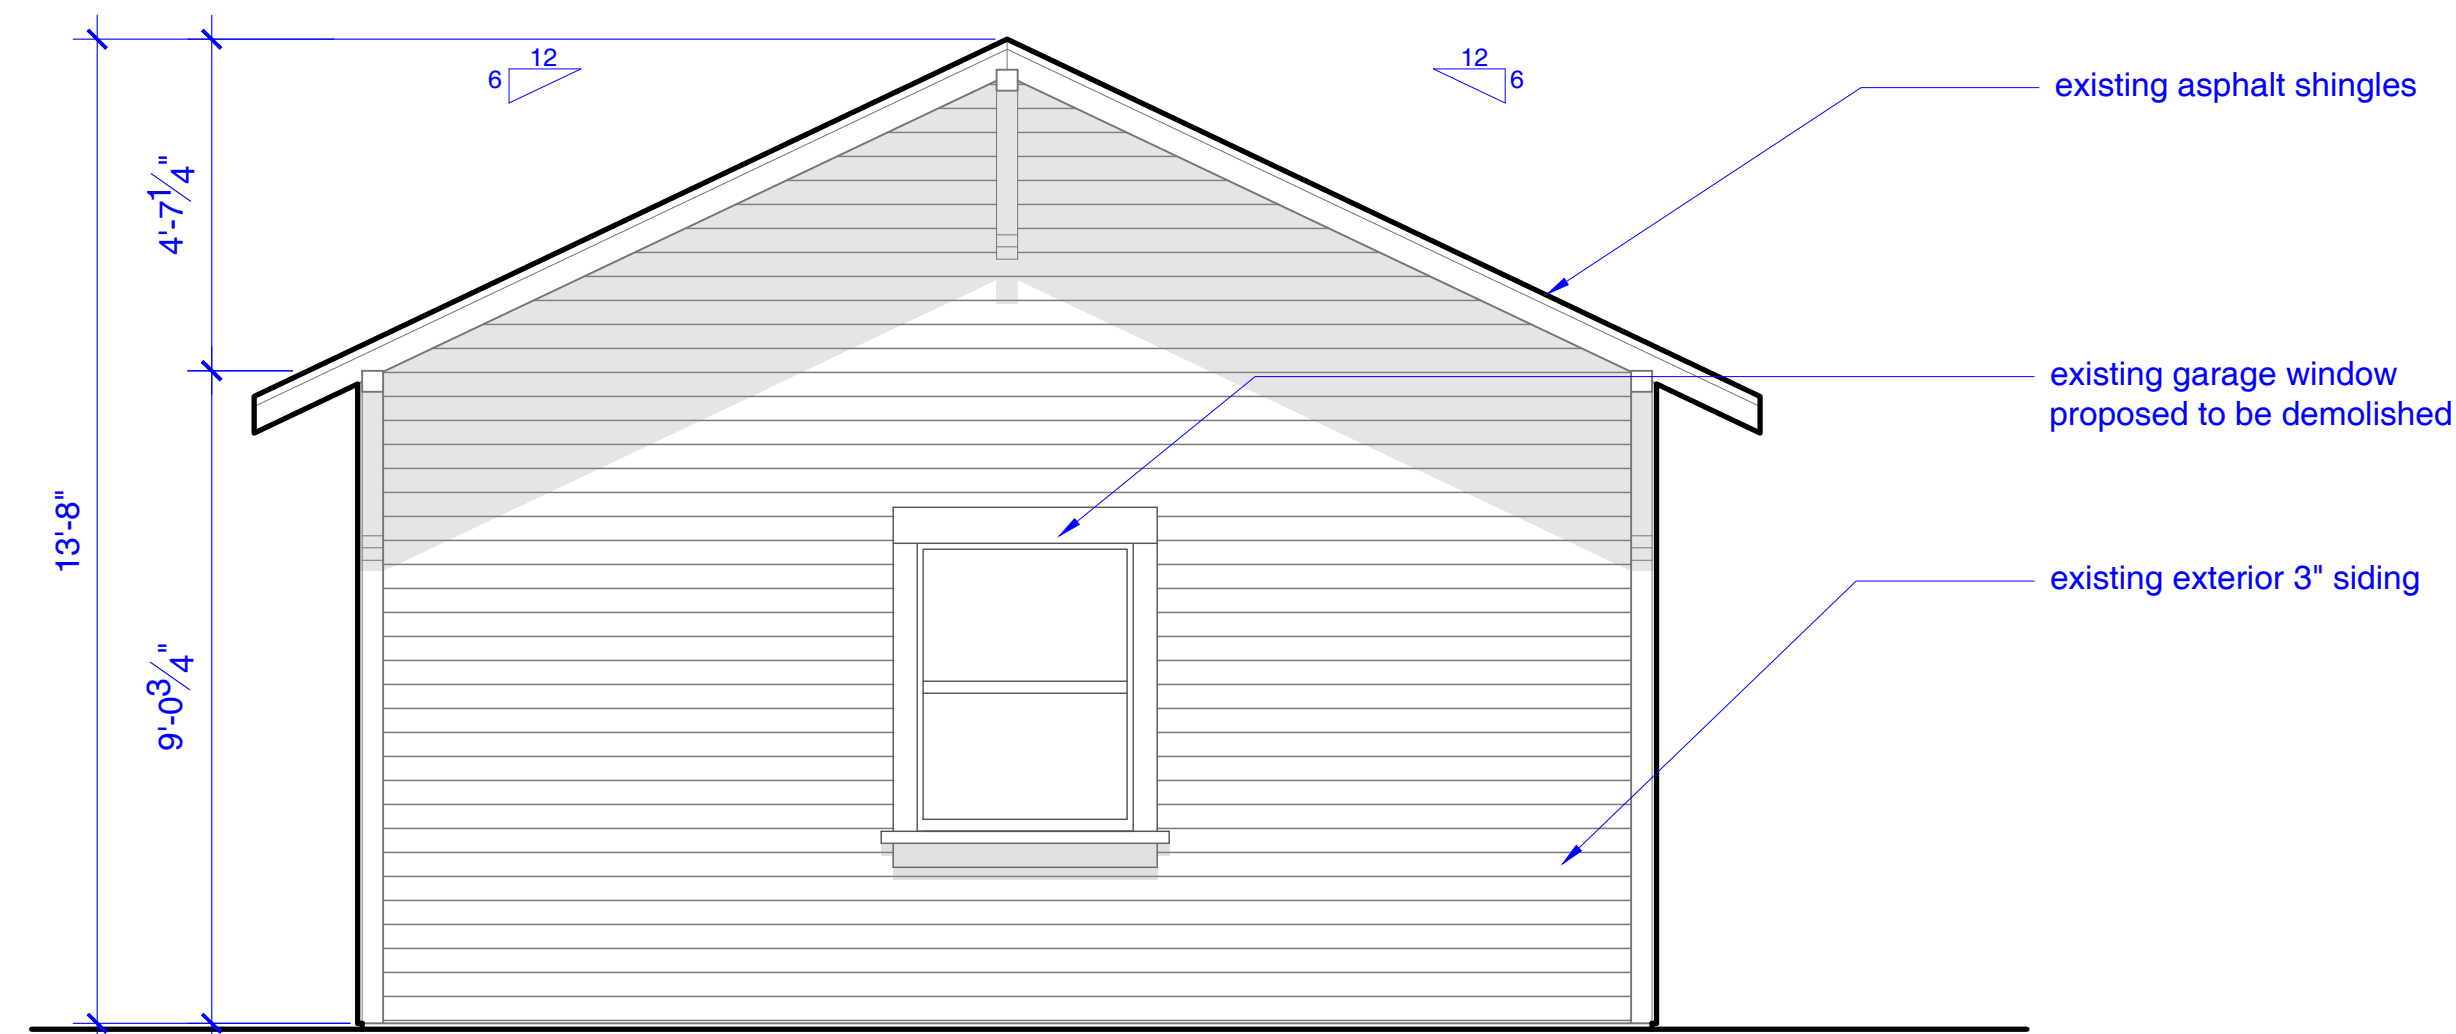 12
6
12
6
existing asphalt shingles
4'-7 1/4"
existing garage window
proposed to be demolished
13'-8"
existing exterior 3" siding
9'-0 3/4"